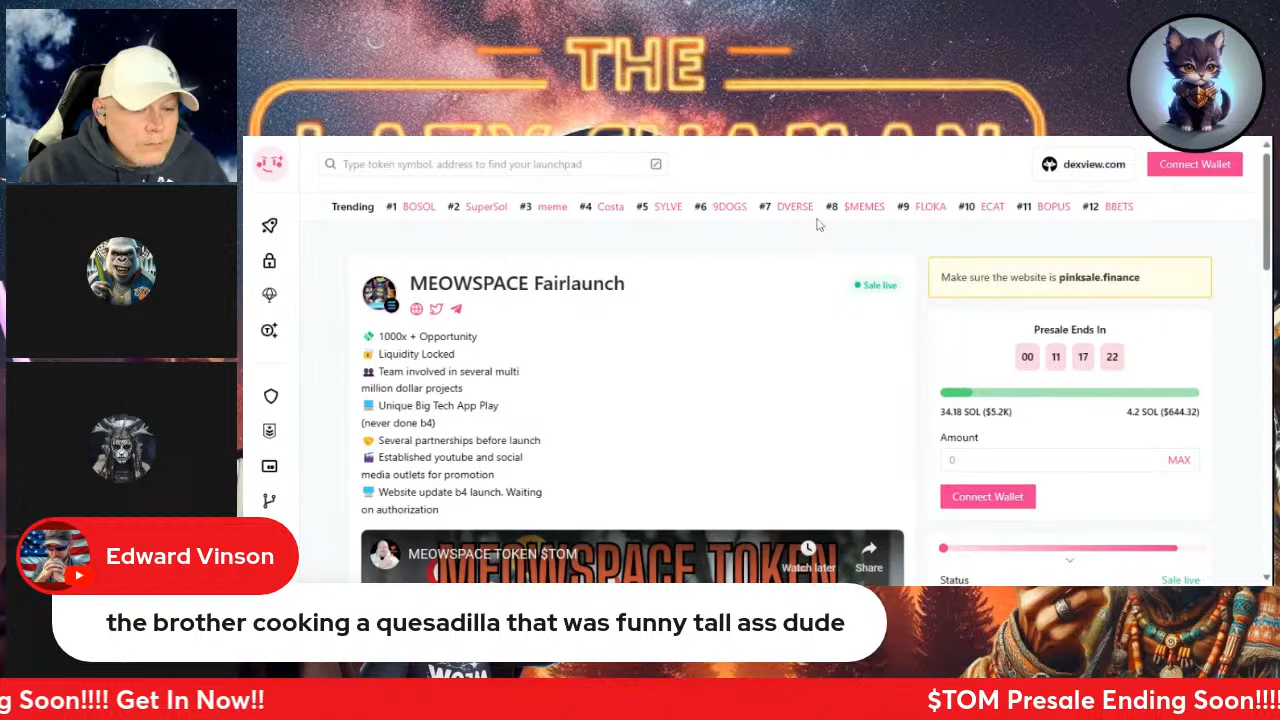 THE
Type token symbol, address to find your launchpad
dexview.com
Connect Wallet
Trending #1 BOSOL #2 SuperSol #3 meme #4 Costa #5 SYLVE #6 9DOGS #7 DVERSE #8 $MEMES #9 FLOKA #10 ECAT #11 BOPUS #12 BBETS
MEOWSPACE Fairlaunch
Sale live
1000x + Opportunity
Liquidity Locked
Team involved in several multi
million dollar projects
Unique Big Tech App Play
(never done b4)
Several partnerships before launch
Established youtube and social
media outlets for promotion
Website update b4 launch. Waiting
on authorization
MEOWSPACE TOKEN $TOM
MEOWSPACE TOKEN
Watch later
Share
Make sure the website is pinksale.finance
Presale Ends In
00 11 17 22
34.18 SOL ($5.2K) 4.2 SOL ($644.32)
Amount
0 MAX
Connect Wallet
Status Sale live
Edward Vinson
the brother cooking a quesadilla that was funny tall ass dude
g Soon!!!! Get In Now!! $TOM Presale Ending Soon!!!!